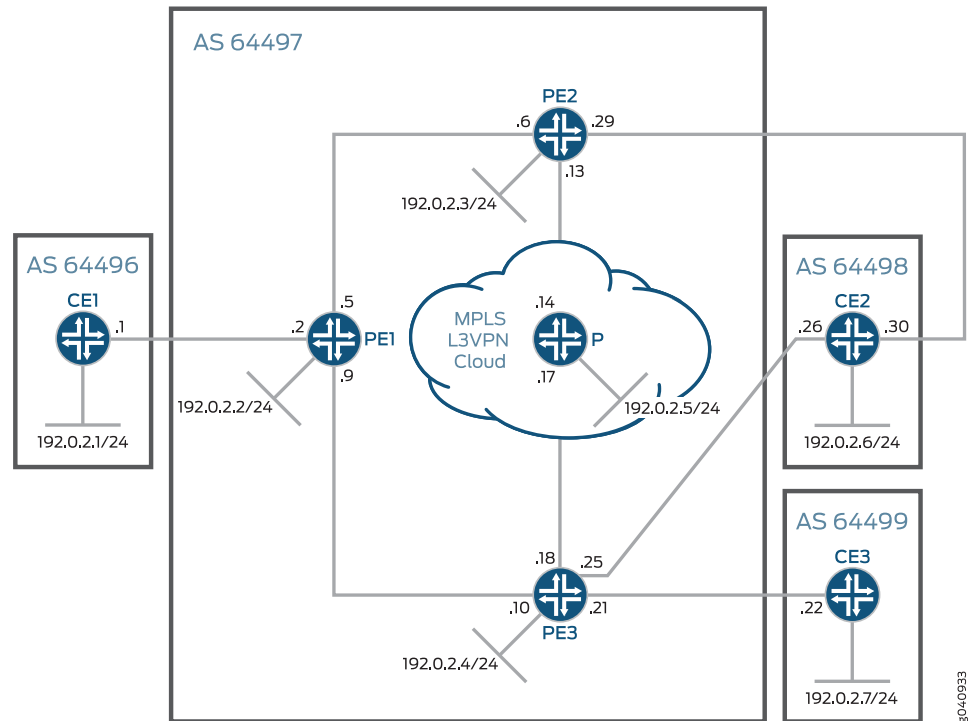 AS 64497
PE2
.6
.29
.13
192.0.2.3/24
AS 64496
CE1
.1
192.0.2.1/24
.5
.2
PE1
.9
192.0.2.2/24
MPLS
L3VPN
Cloud
.14
P
.17
192.0.2.5/24
AS 64498
CE2
.26
.30
192.0.2.6/24
.18
.25
.10
.21
PE3
192.0.2.4/24
AS 64499
CE3
.22
192.0.2.7/24
g040933